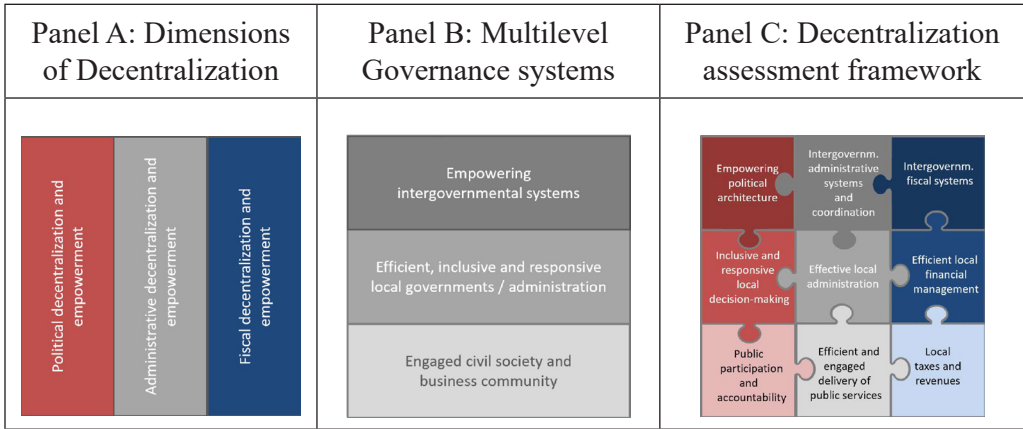 Panel A: Dimensions
of Decentralization
Panel B: Multilevel
Governance systems
Panel C: Decentralization
assessment framework
Political decentralization and
empowerment
Administrative decentralization and
empowerment
Fiscal decentralization and
empowerment
Empowering
intergovernmental systems
Efficient, inclusive and responsive
local governments / administration
Engaged civil society and
business community
Empowering
political
architecture
Intergovernm.
administrative
systems
and
coordination
Intergovernm.
fiscal systems
Inclusive and
responsive
local
decision-making
Effective local
administration
Efficient local
financial
management
Public
participation
and
accountability
Efficient and
engaged
delivery of
public services
Local
taxes and
revenues